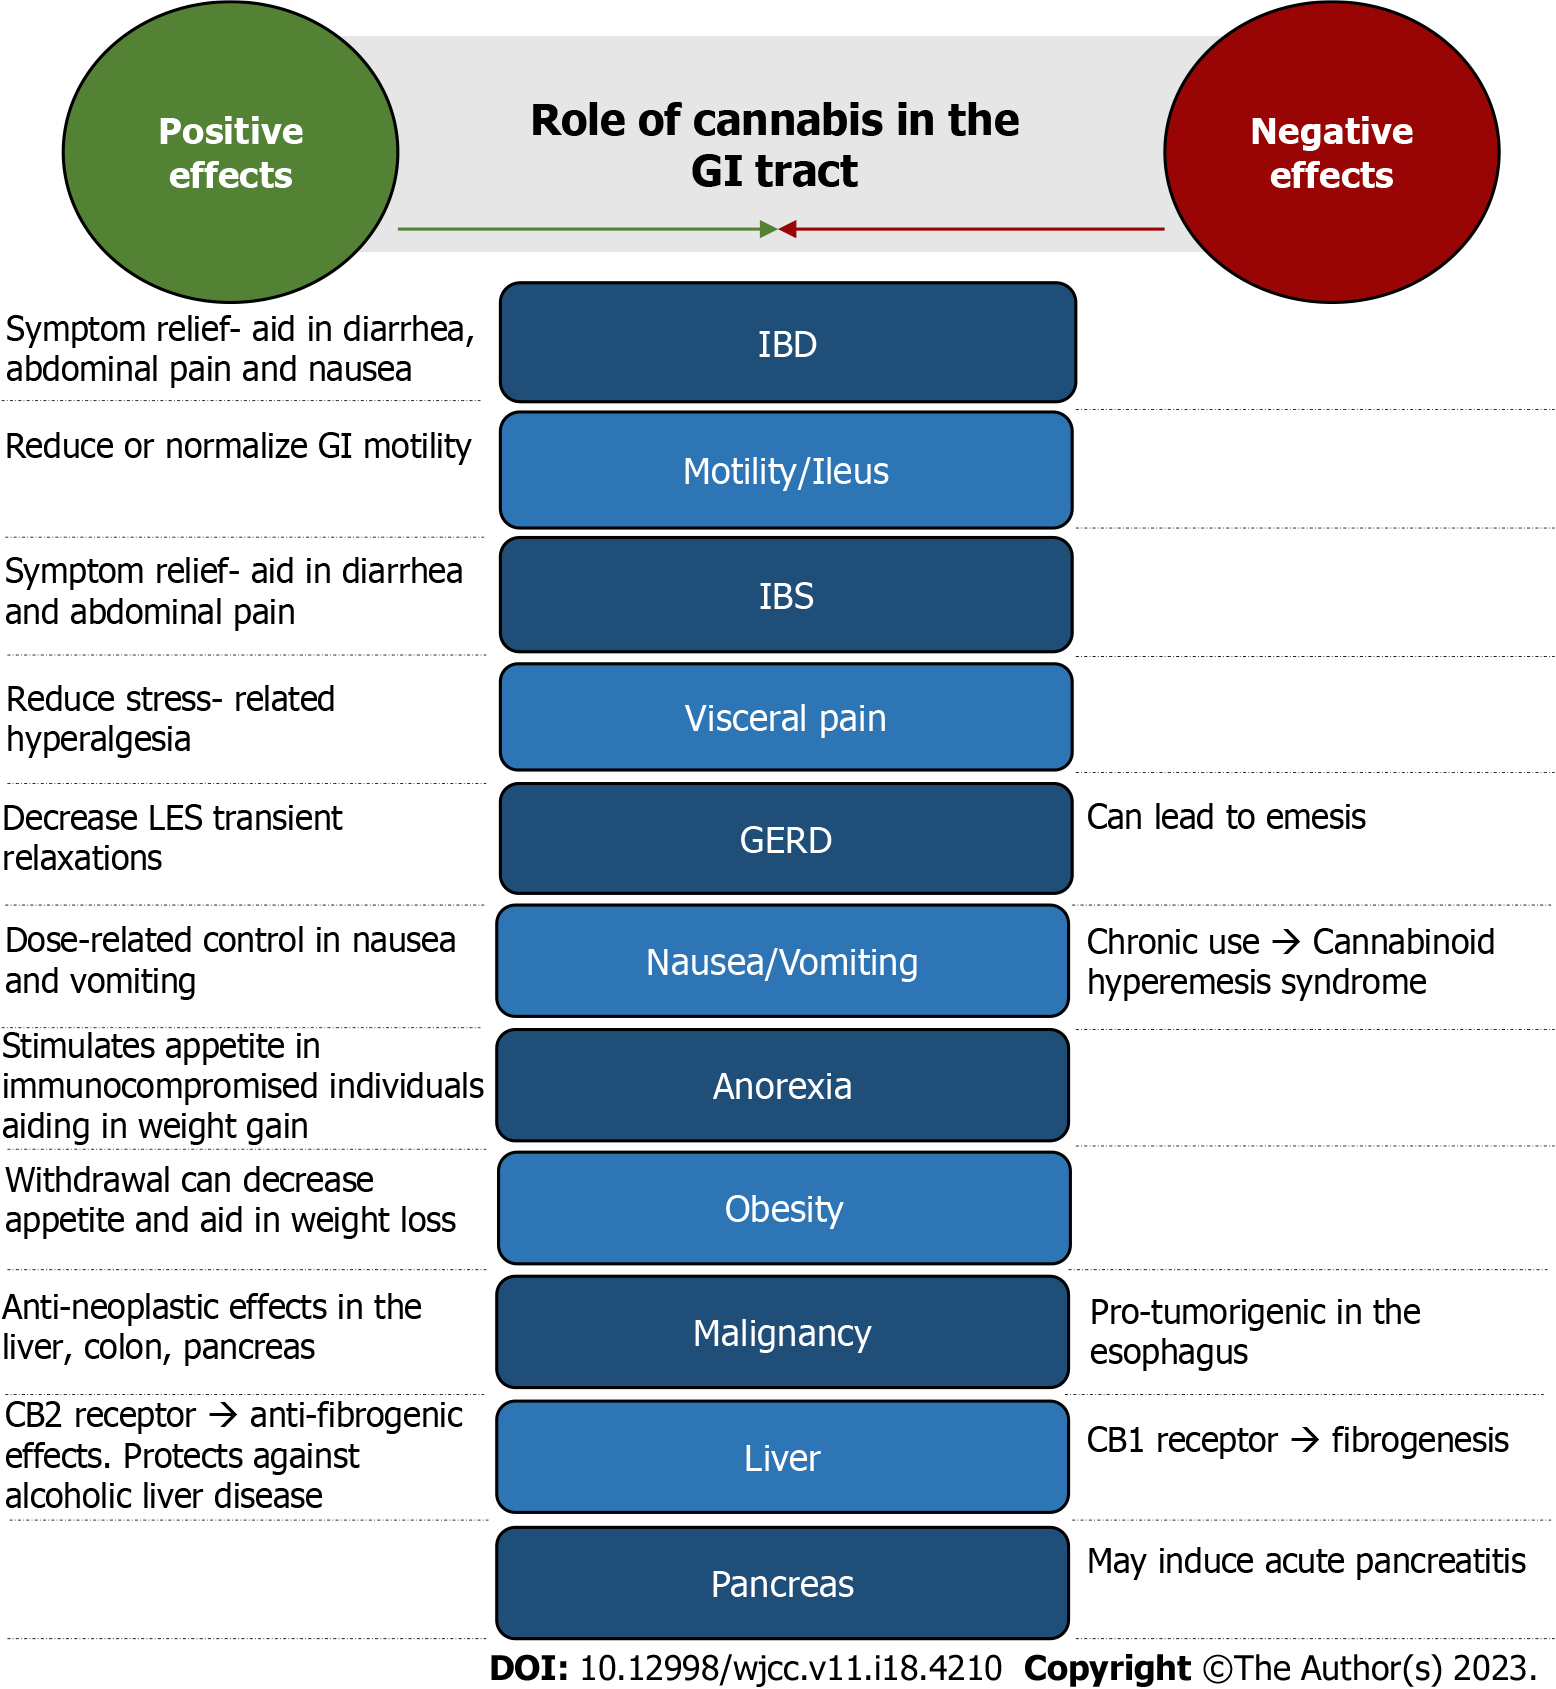 Positive
effects
Role of cannabis in the
GI tract
Negative
effects
Symptom relief- aid in diarrhea,
abdominal pain and nausea
IBD
Reduce or normalize GI motility
Motility/Ileus
Symptom relief- aid in diarrhea
and abdominal pain
IBS
Reduce stress- related
hyperalgesia
Visceral pain
Decrease LES transient
relaxations
GERD
Can lead to emesis
Dose-related control in nausea
and vomiting
Nausea/Vomiting
Chronic use → Cannabinoid
hyperemesis syndrome
Stimulates appetite in
immunocompromised individuals
aiding in weight gain
Anorexia
Withdrawal can decrease
appetite and aid in weight loss
Obesity
Anti-neoplastic effects in the
liver, colon, pancreas
Malignancy
Pro-tumorigenic in the
esophagus
CB2 receptor → anti-fibrogenic
effects. Protects against
alcoholic liver disease
Liver
CB1 receptor → fibrogenesis
Pancreas
May induce acute pancreatitis
DOI: 10.12998/wjcc.v11.i18.4210 Copyright ©The Author(s) 2023.